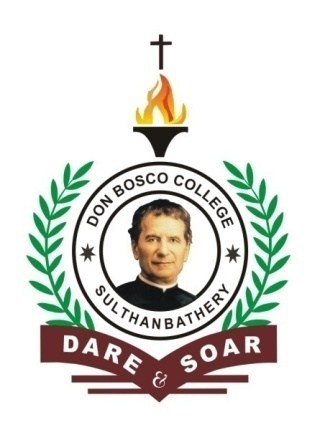 DON BOSCO COLLEGE
SULTHANBATHERY
DARE & SOAR